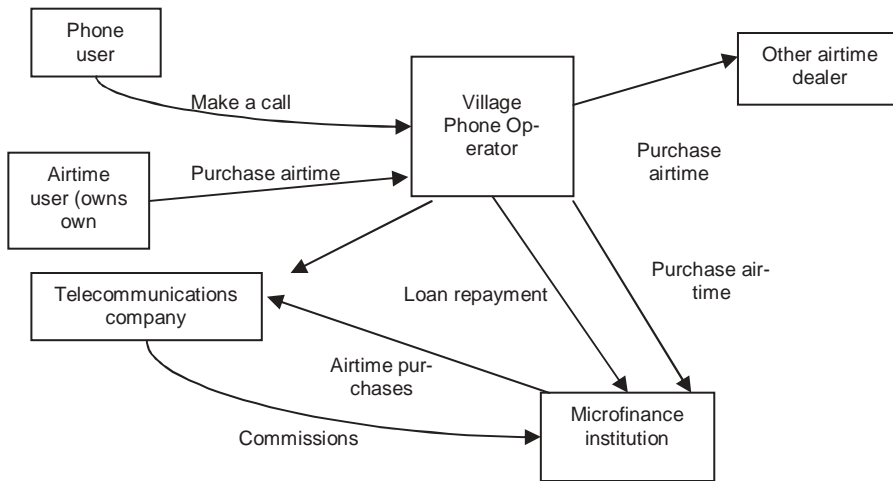 Phone
user
Other airtime
dealer
Make a call
Village
Phone Op-
erator
Purchase
airtime
Airtime
user (owns
own
Purchase airtime
Telecommunications
company
Loan repayment
Purchase air-
time
Airtime pur-
chases
Microfinance
institution
Commissions